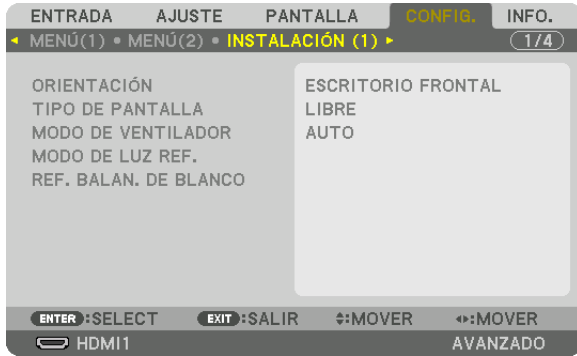 ENTRADA AJUSTE PANTALLA CONFIG. INFO.
MENÚ(1) • MENÚ(2) • INSTALACIÓN (1) 1/4
ORIENTACIÓN ESCRITORIO FRONTAL
TIPO DE PANTALLA LIBRE
MODO DE VENTILADOR AUTO
MODO DE LUZ REF.
REF. BALAN. DE BLANCO
ENTER :SELECT EXIT :SALIR :MOVER :MOVER
HDMI1 AVANZADO